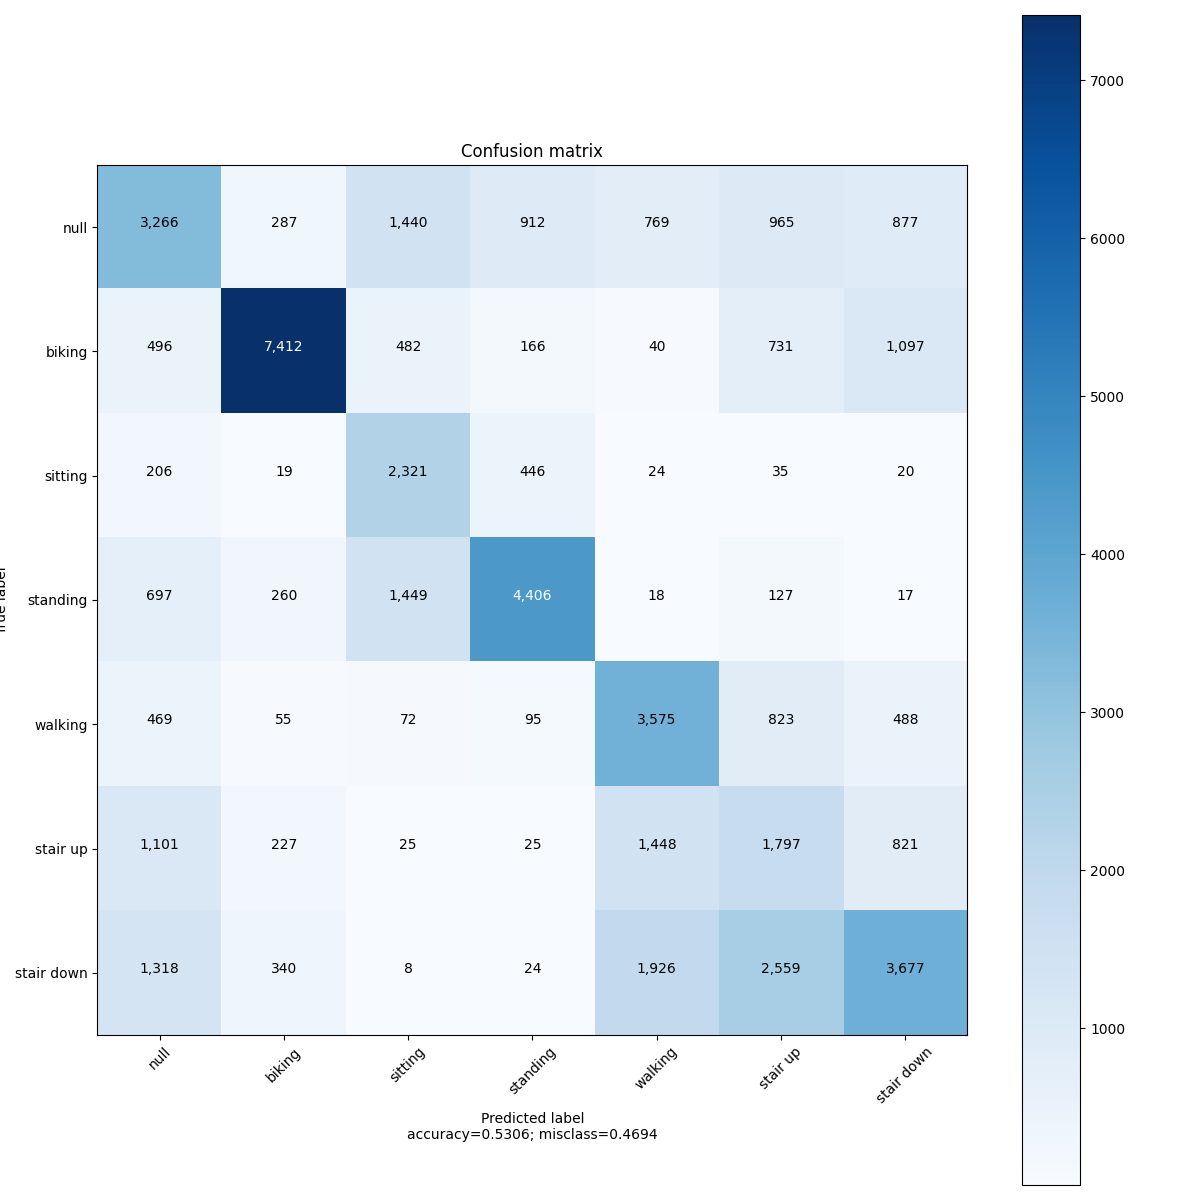 Confusion matrix
null 3,266 287 1,440 912 769 965 877
biking 496 7,412 482 166 40 731 1,097
sitting 206 19 2,321 446 24 35 20
standing 697 260 1,449 4,406 18 127 17
walking 469 55 72 95 3,575 823 488
stair up 1,101 227 25 25 1,448 1,797 821
stair down 1,318 340 8 24 1,926 2,559 3,677
null biking sitting standing walking stair up stair down
Predicted label
accuracy=0.5306; misclass=0.4694
7000
6000
5000
4000
3000
2000
1000